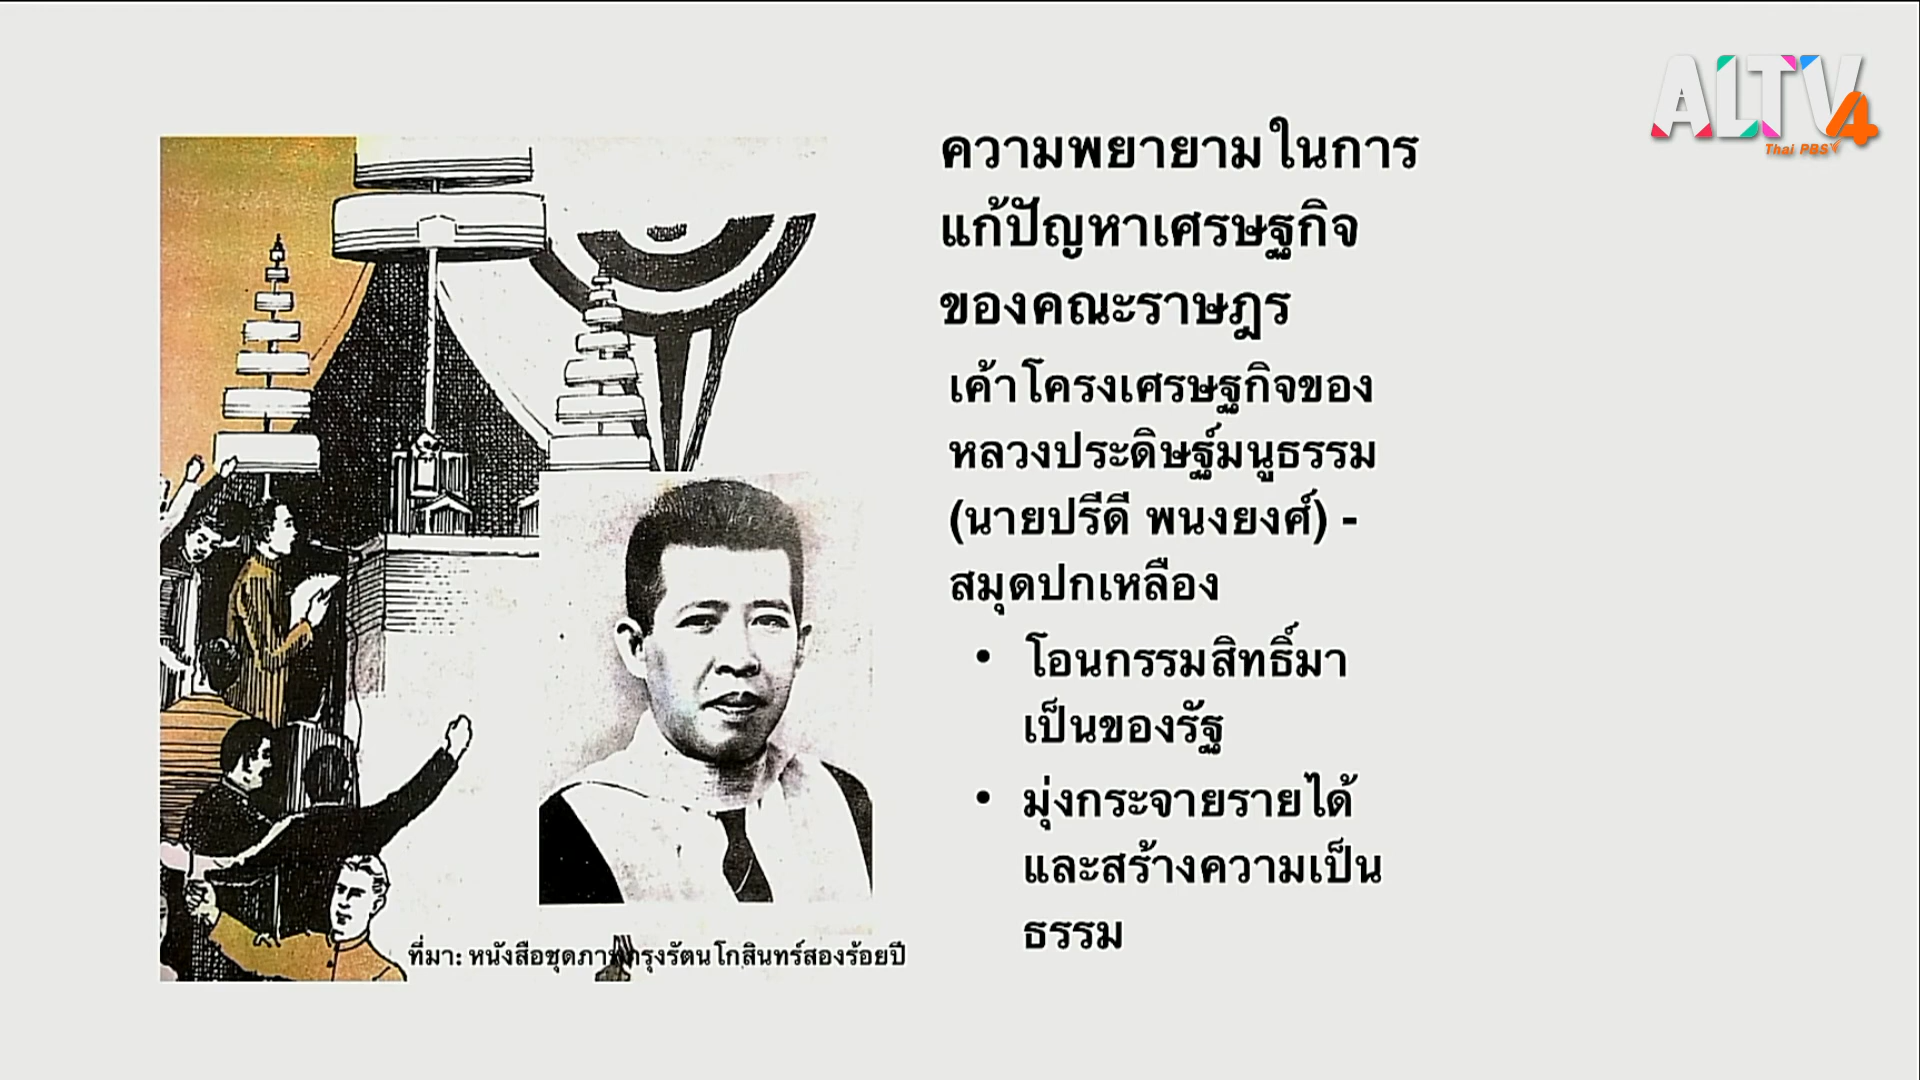 ALTV4
Thai PBS
ความพยายามในการ
แก้ปัญหาเศรษฐกิจ
ของคณะราษฎร
เค้าโครงเศรษฐกิจของ
หลวงประดิษฐ์มนูธรรม
(นายปรีดี พนงยงศ์) -
สมุดปกเหลือง
• โอนกรรมสิทธิ์มา
เป็นของรัฐ
• มุ่งกระจายรายได้
และสร้างความเป็น
ธรรม
ที่มา: หนังสือชุดภาพกรุงรัตนโกสินทร์สองร้อยปี